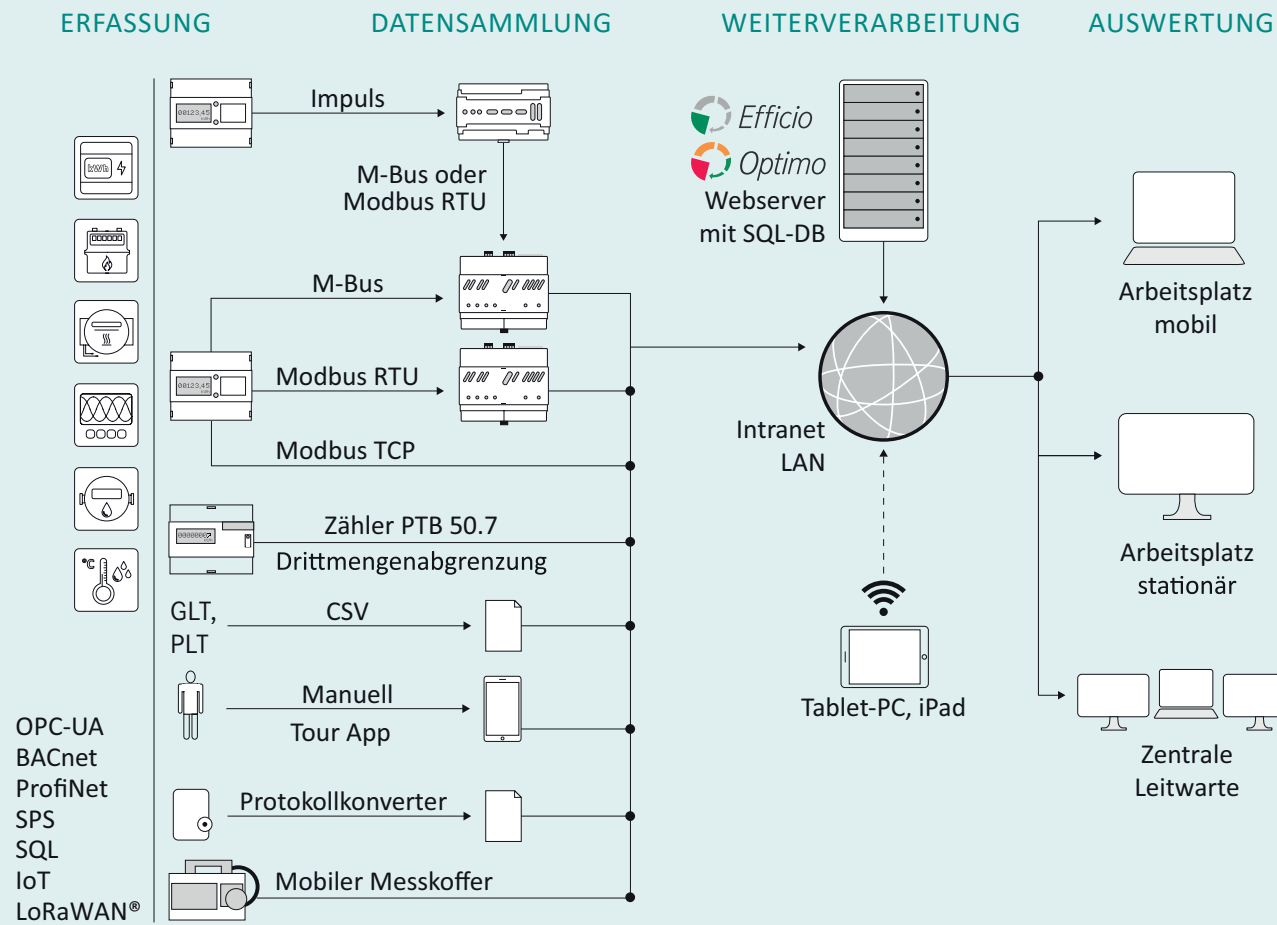 ERFASSUNG
DATENSAMMLUNG
WEITERVERARBEITUNG
AUSWERTUNG
Impuls
M-Bus oder
Modbus RTU
M-Bus
Modbus RTU
Modbus TCP
Zähler PTB 50.7
Drittmengenabgrenzung
GLT,
PLT
CSV
Manuell
Tour App
Protokollkonverter
Mobiler Messkoffer
kWh
°C
OPC-UA
BACnet
ProfiNet
SPS
SQL
IoT
LoRaWAN®
Efficio
Optimo
Webserver
mit SQL-DB
Intranet
LAN
Tablet-PC, iPad
Arbeitsplatz
mobil
Arbeitsplatz
stationär
Zentrale
Leitwarte